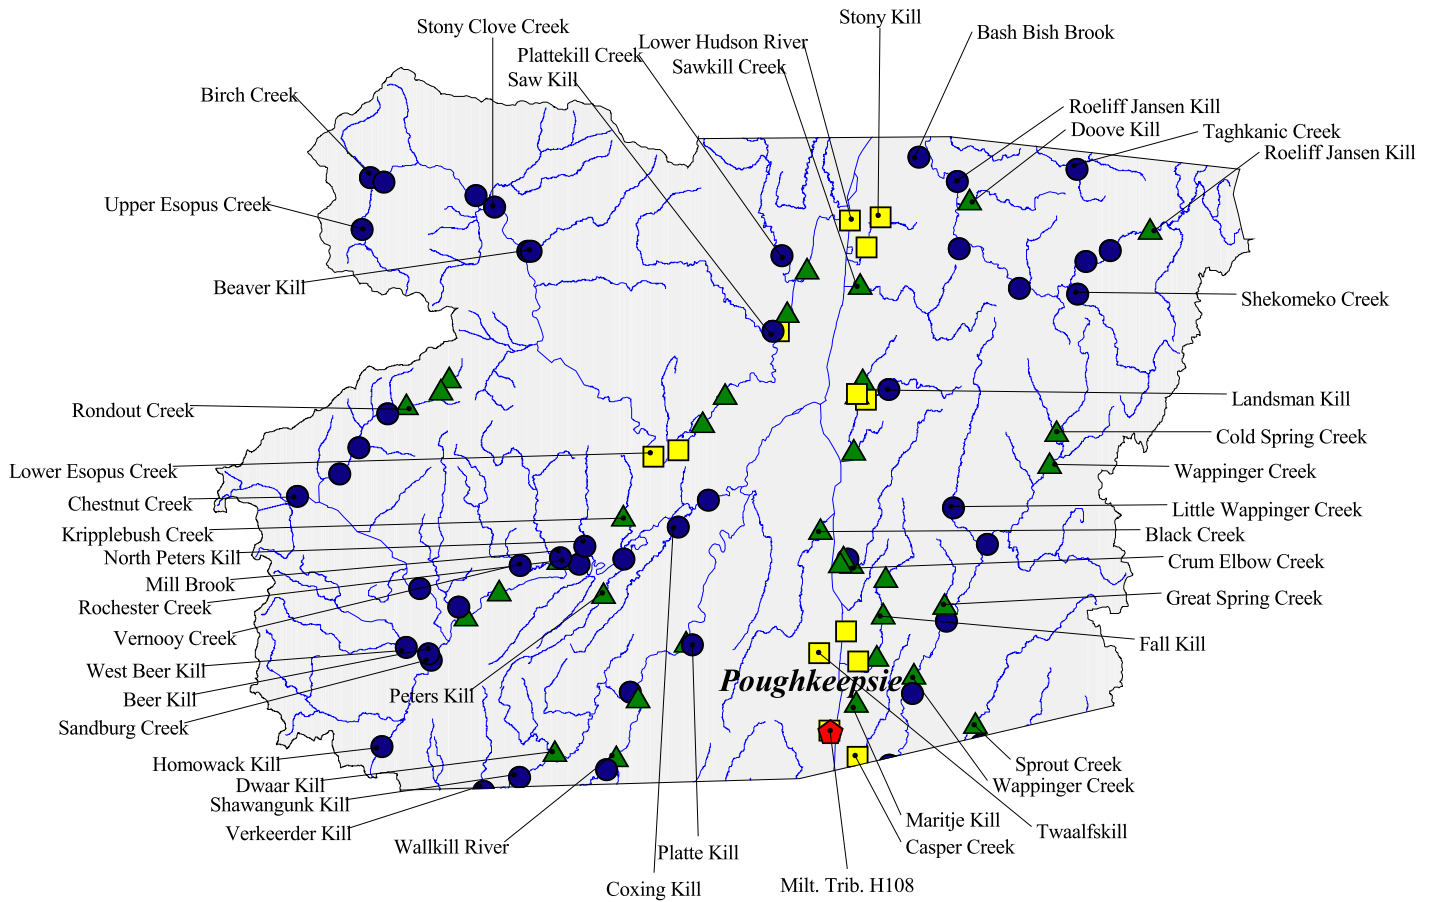 Stony Kill
Stony Clove Creek
Bash Bish Brook
Lower Hudson River
Plattekill Creek
Sawkill Creek
Saw Kill
Birch Creek
Roeliff Jansen Kill
Doove Kill
Taghkanic Creek
Roeliff Jansen Kill
Upper Esopus Creek
Beaver Kill
Shekomeko Creek
Landsman Kill
Rondout Creek
Cold Spring Creek
Lower Esopus Creek
Wappinger Creek
Chestnut Creek
Little Wappinger Creek
Kripplebush Creek
Black Creek
North Peters Kill
Crum Elbow Creek
Mill Brook
Great Spring Creek
Rochester Creek
Vernooy Creek
Fall Kill
West Beer Kill
Poughkeepsie
Beer Kill
Peters Kill
Sandburg Creek
Homowack Kill
Sprout Creek
Dwaar Kill
Wappinger Creek
Shawangunk Kill
Maritje Kill
Verkeerder Kill
Twaalfskill
Wallkill River
Casper Creek
Platte Kill
Milt. Trib. H108
Coxing Kill